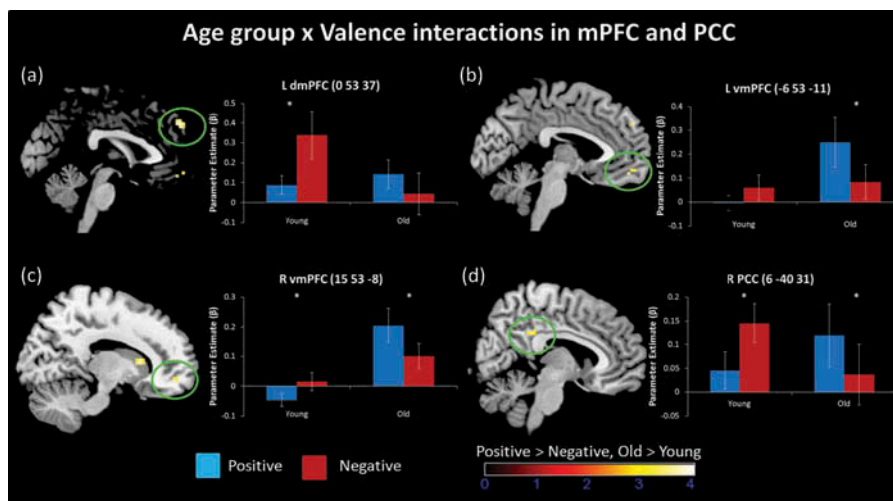 Age group x Valence interactions in mPFC and PCC
(a)
L dmPFC (0 53 37)
*
Parameter Estimate (β)
0.5
0.4
0.3
0.2
0.1
0
-0.1
Young
Old
(b)
L vmPFC (-6 53 -11)
*
Parameter Estimate (β)
0.4
0.3
0.2
0.1
0
-0.1
Young
Old
(c)
R vmPFC (15 53 -8)
*
*
Parameter Estimate (β)
0.3
0.2
0.1
0
-0.1
Young
Old
(d)
R PCC (6 -40 31)
*
*
Parameter Estimate (β)
0.2
0.15
0.1
0.05
0
0.05
Young
Old
Positive
Negative
Positive > Negative, Old > Young
0 1 2 3 4